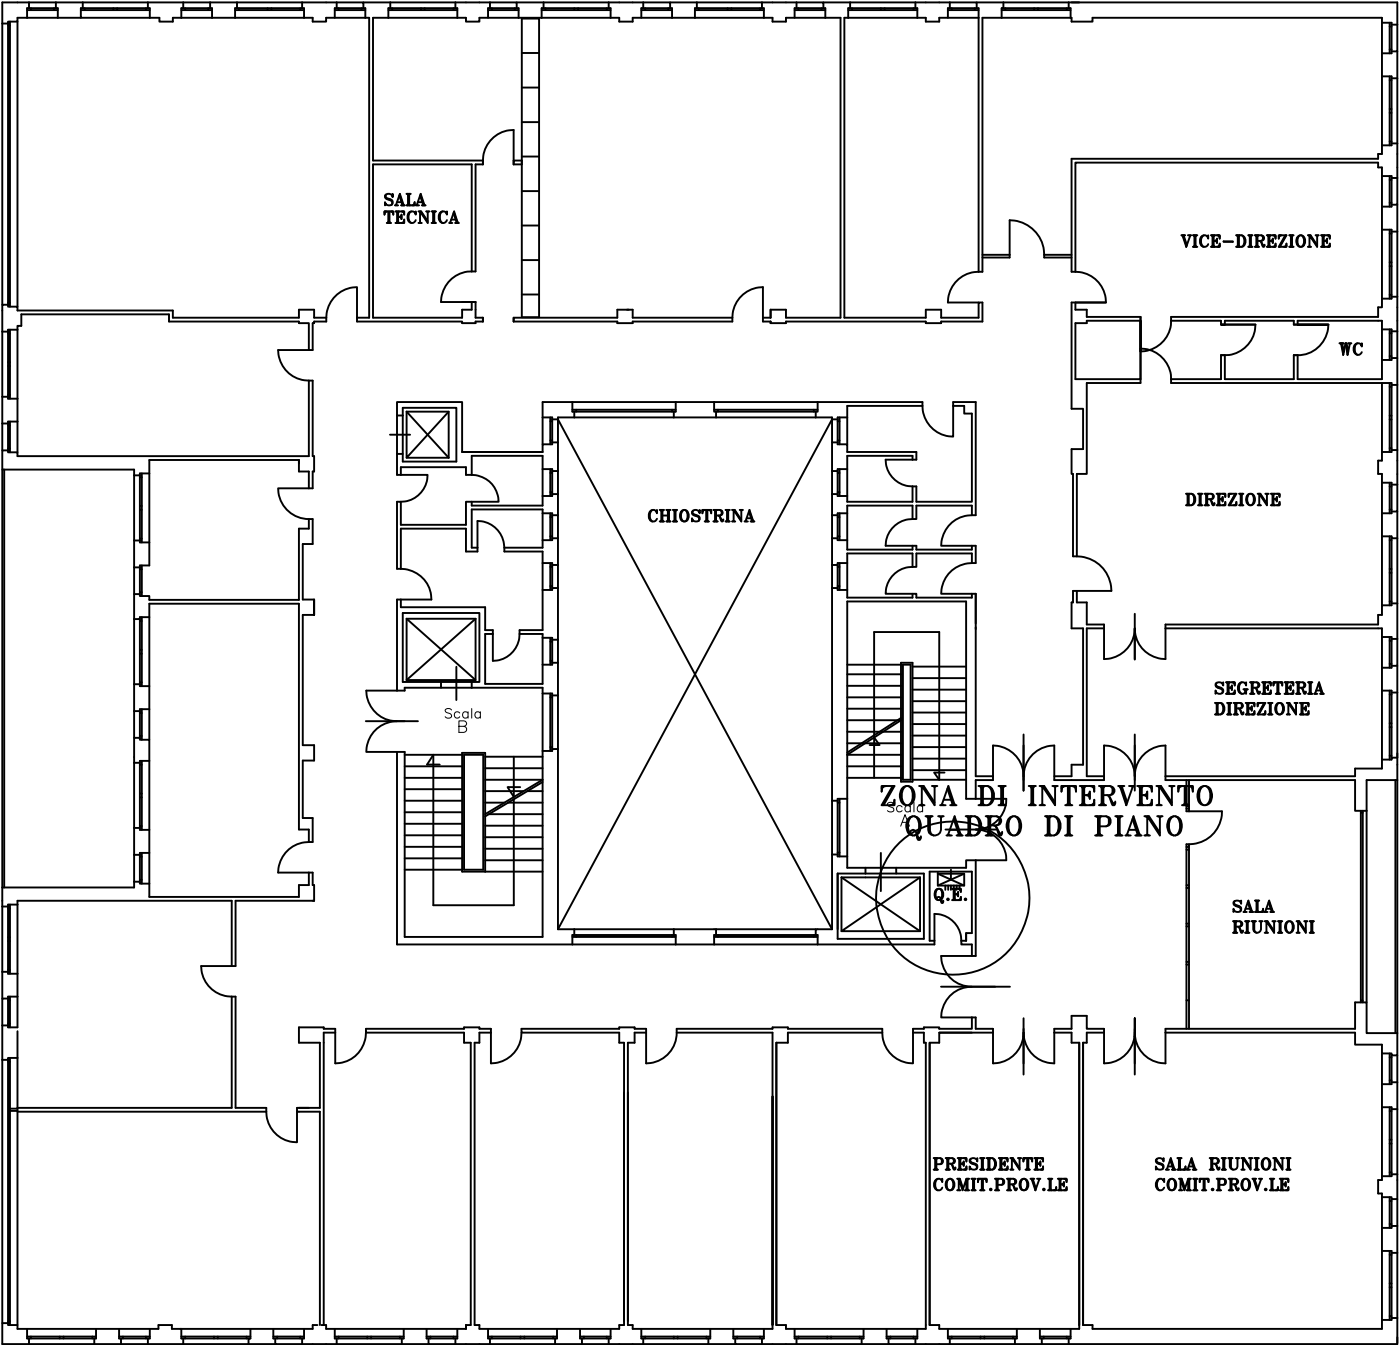 SALA
TECNICA
VICE-DIREZIONE
WC
DIREZIONE
CHIOSTRINA
SEGRETERIA
DIREZIONE
Scala
B
ZONA DI INTERVENTO
Scala
A
QUADRO DI PIANO
Q.E.
SALA
RIUNIONI
PRESIDENTE
COMIT.PROV.LE
SALA RIUNIONI
COMIT.PROV.LE